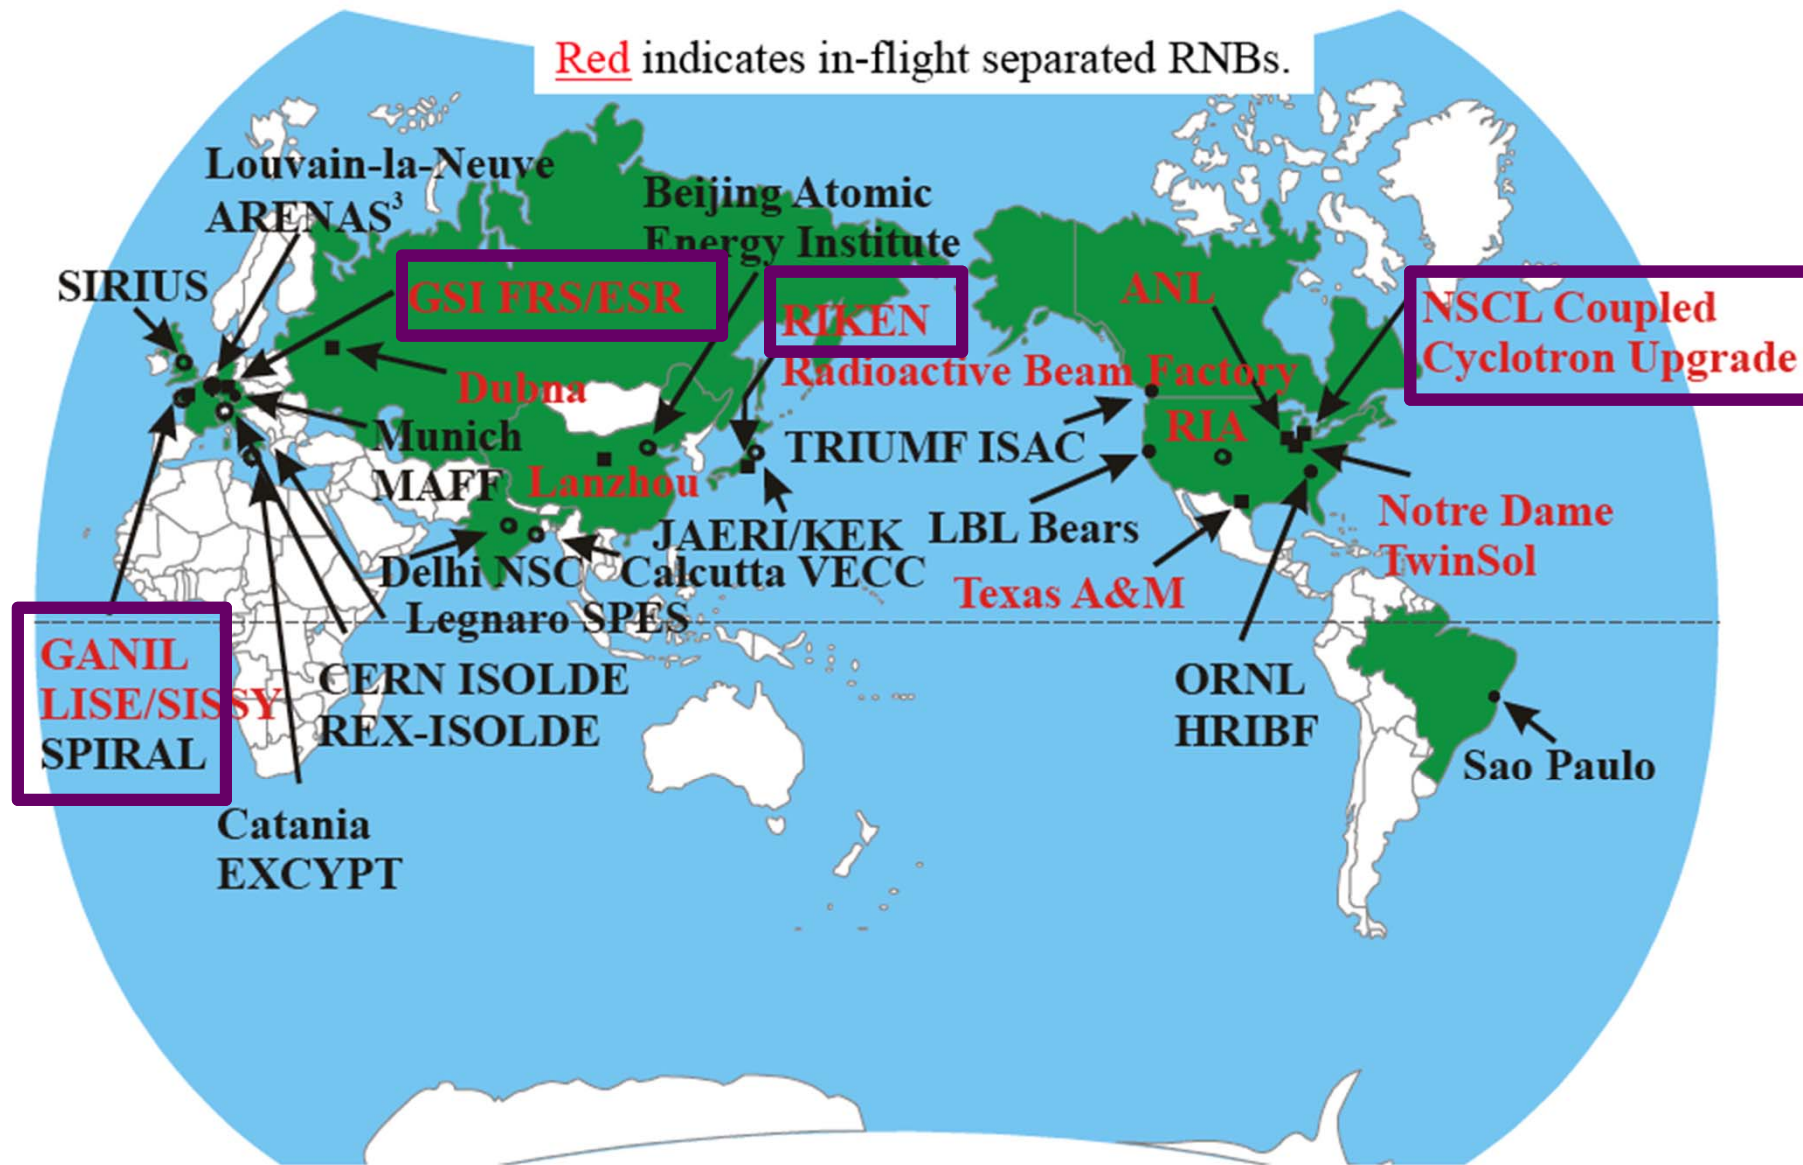 Red indicates in-flight separated RNBs.
Louvain-la-Neuve
ARENAS³
Beijing Atomic
Energy Institute
SIRIUS
GSI FRS/ESR
RIKEN
Radioactive Beam Factory
ANL
NSCL Coupled
Cyclotron Upgrade
Dubna
Munich
MAFF
Lanzhou
TRIUMF ISAC
RIA
JAERI/KEK
LBL Bears
Notre Dame
TwinSol
Delhi NSC
Calcutta VECC
Texas A&M
Legnaro SPES
GANIL
LISE/SISSY
SPIRAL
CERN ISOLDE
REX-ISOLDE
ORNL
HRIBF
Sao Paulo
Catania
EXCYPT